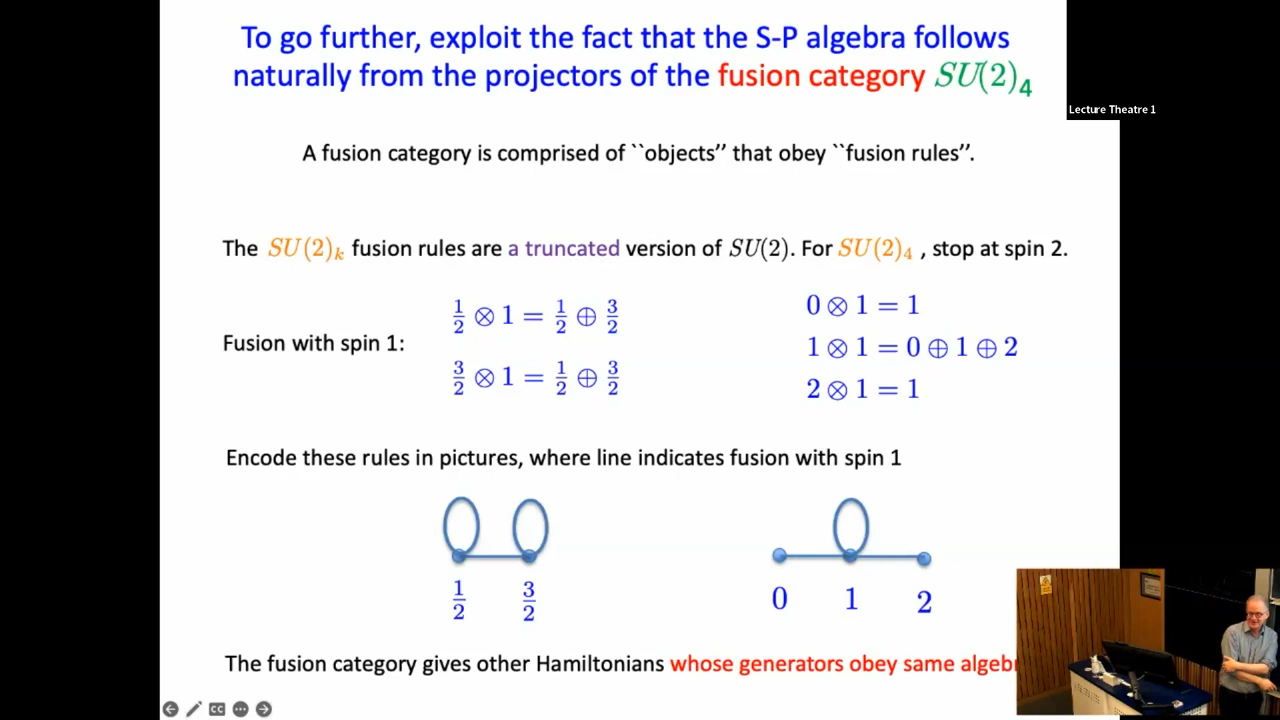 To go further, exploit the fact that the S-P algebra follows
naturally from the projectors of the fusion category SU(2)₄
Lecture Theatre 1
A fusion category is comprised of ``objects'' that obey ``fusion rules''.
The SU(2)ₖ fusion rules are a truncated version of SU(2). For SU(2)₄ , stop at spin 2.
Fusion with spin 1:
1/2 ⊗ 1 = 1/2 ⊕ 3/2
3/2 ⊗ 1 = 1/2 ⊕ 3/2
0 ⊗ 1 = 1
1 ⊗ 1 = 0 ⊕ 1 ⊕ 2
2 ⊗ 1 = 1
Encode these rules in pictures, where line indicates fusion with spin 1
1/2 3/2
0 1 2
The fusion category gives other Hamiltonians whose generators obey same algeb
CC